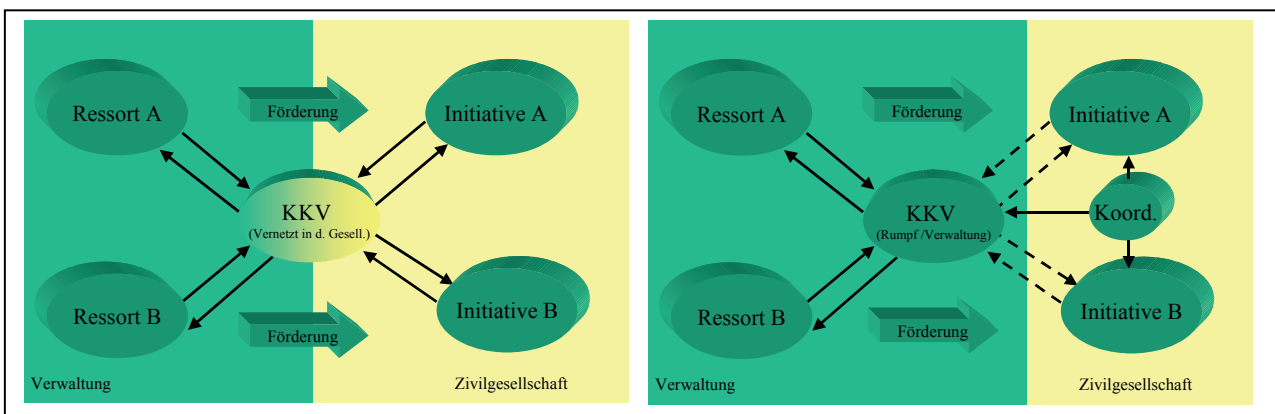 Ressort A
Förderung
Initiative A
KKV
(Vernetzt in d. Gesell.)
Ressort B
Förderung
Initiative B
Verwaltung
Zivilgesellschaft
Ressort A
Förderung
Initiative A
KKV
(Rumpf /Verwaltung)
Koord.
Ressort B
Förderung
Initiative B
Verwaltung
Zivilgesellschaft